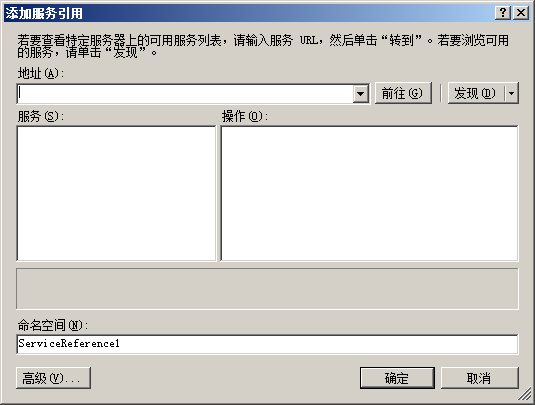 添加服务引用
若要查看特定服务器上的可用服务列表，请输入服务 URL，然后单击“转到”。若要浏览可用
的服务，请单击“发现”。
地址(A):
前往(G) 发现(D)
服务(S): 操作(O):
命名空间(N):
ServiceReference1
高级(V)... 确定 取消